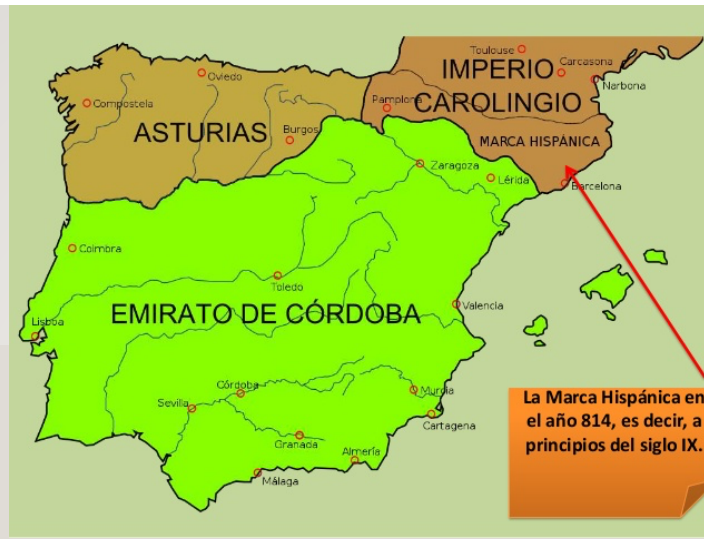 Toulouse
IMPERIO
Carcasona
Oviedo
Narbona
Compostela
Pamplona
CAROLINGIO
ASTURIAS
Burgos
MARCA HISPÁNICA
Zaragoza
Lérida
Barcelona
Coimbra
Toledo
EMIRATO DE CÓRDOBA
Valencia
Lisboa
Córdoba
Murcia
Sevilla
Cartagena
Granada
Almería
Málaga
La Marca Hispánica en
el año 814, es decir, a
principios del siglo IX.